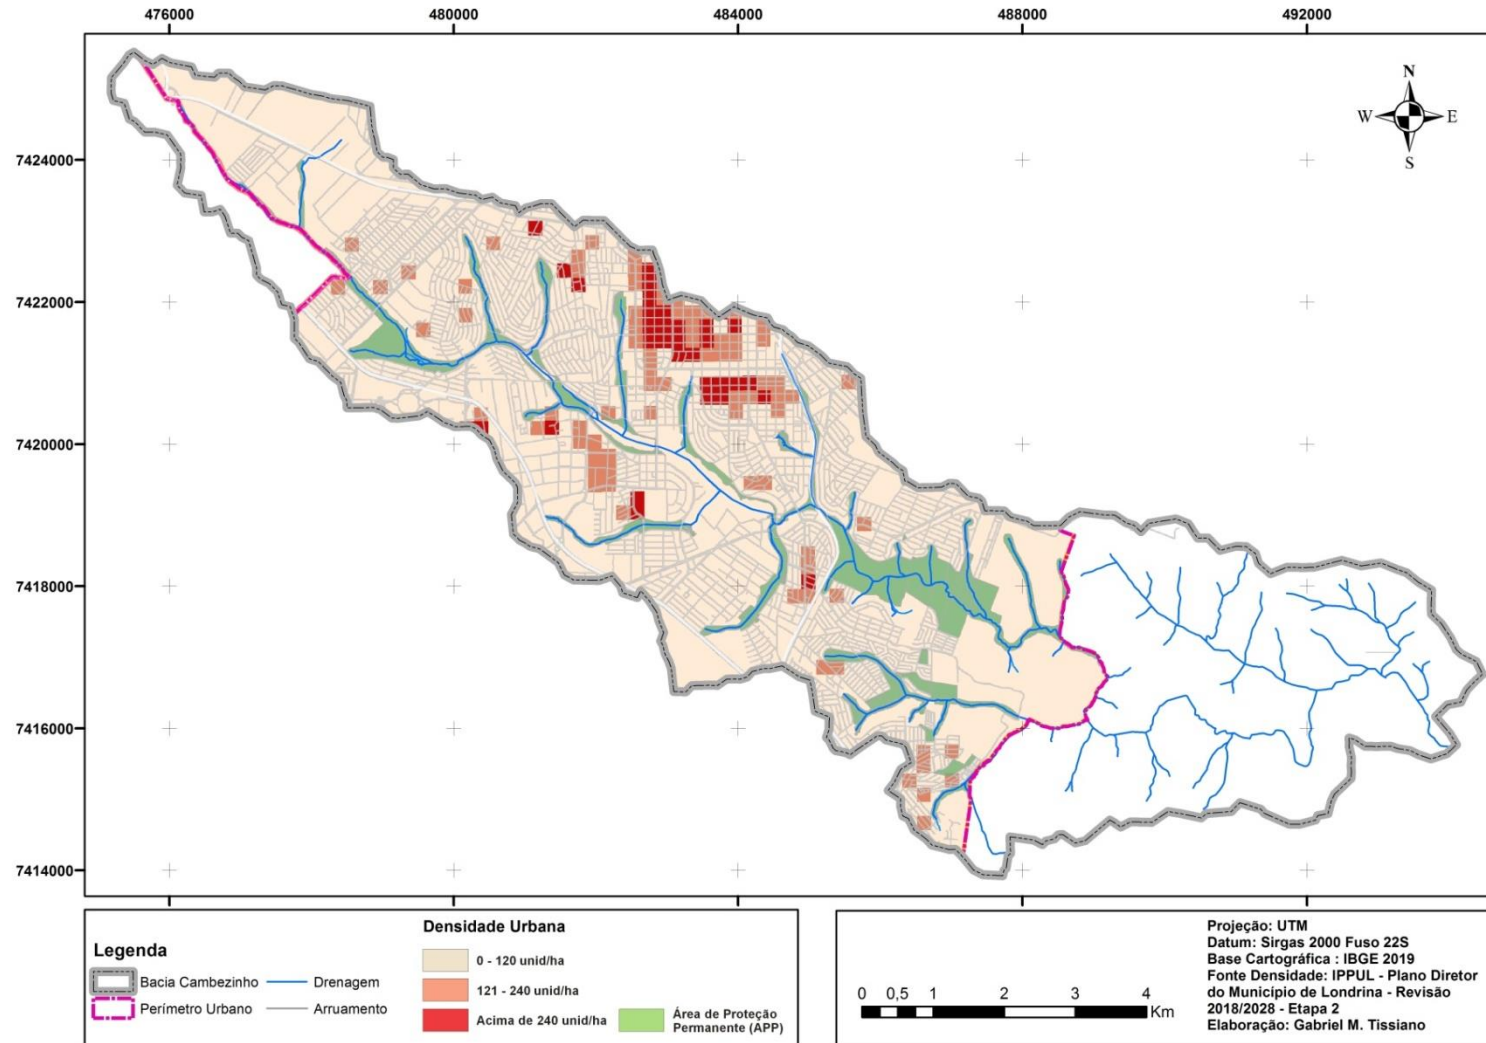 476000 480000 484000 488000 492000
N
W E
S
7424000
7422000
7420000
7418000
7416000
7414000
Legenda
Bacia Cambezinho
Drenagem
Perímetro Urbano
Arruamento
Densidade Urbana
0 - 120 unid/ha
121 - 240 unid/ha
Acima de 240 unid/ha
Área de Proteção
Permanente (APP)
0 0,5 1 2 3 4
Km
Projeção: UTM
Datum: Sirgas 2000 Fuso 22S
Base Cartográfica : IBGE 2019
Fonte Densidade: IPPUL - Plano Diretor
do Município de Londrina - Revisão
2018/2028 - Etapa 2
Elaboração: Gabriel M. Tissiano